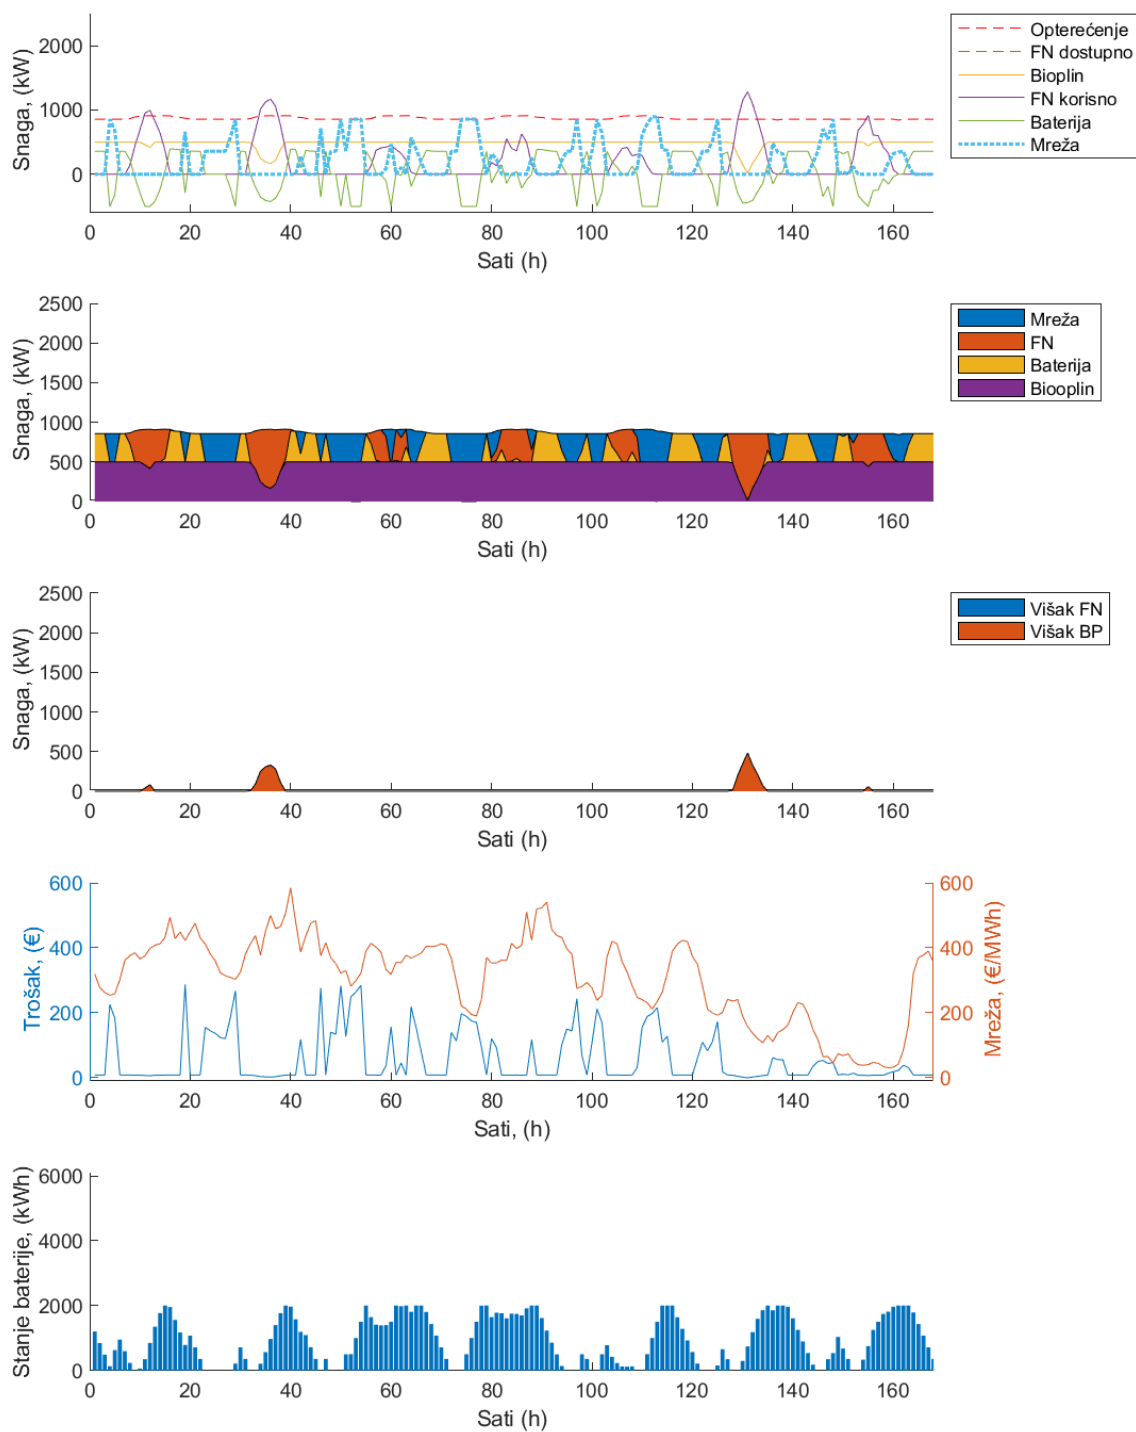 2000
1000
0
Snaga, (kW)
0 20 40 60 80 100 120 140 160
Sati (h)
Opterećenje
FN dostupno
Bioplin
FN korisno
Baterija
Mreža
2500
2000
1500
1000
500
0
Snaga, (kW)
0 20 40 60 80 100 120 140 160
Sati (h)
Mreža
FN
Baterija
Biooplin
2500
2000
1500
1000
500
0
Snaga, (kW)
0 20 40 60 80 100 120 140 160
Sati (h)
Višak FN
Višak BP
600
400
200
0
Trošak, (€)
600
400
200
0
Mreža, (€/MWh)
0 20 40 60 80 100 120 140 160
Sati, (h)
6000
4000
2000
0
Stanje baterije, (kWh)
0 20 40 60 80 100 120 140 160
Sati (h)